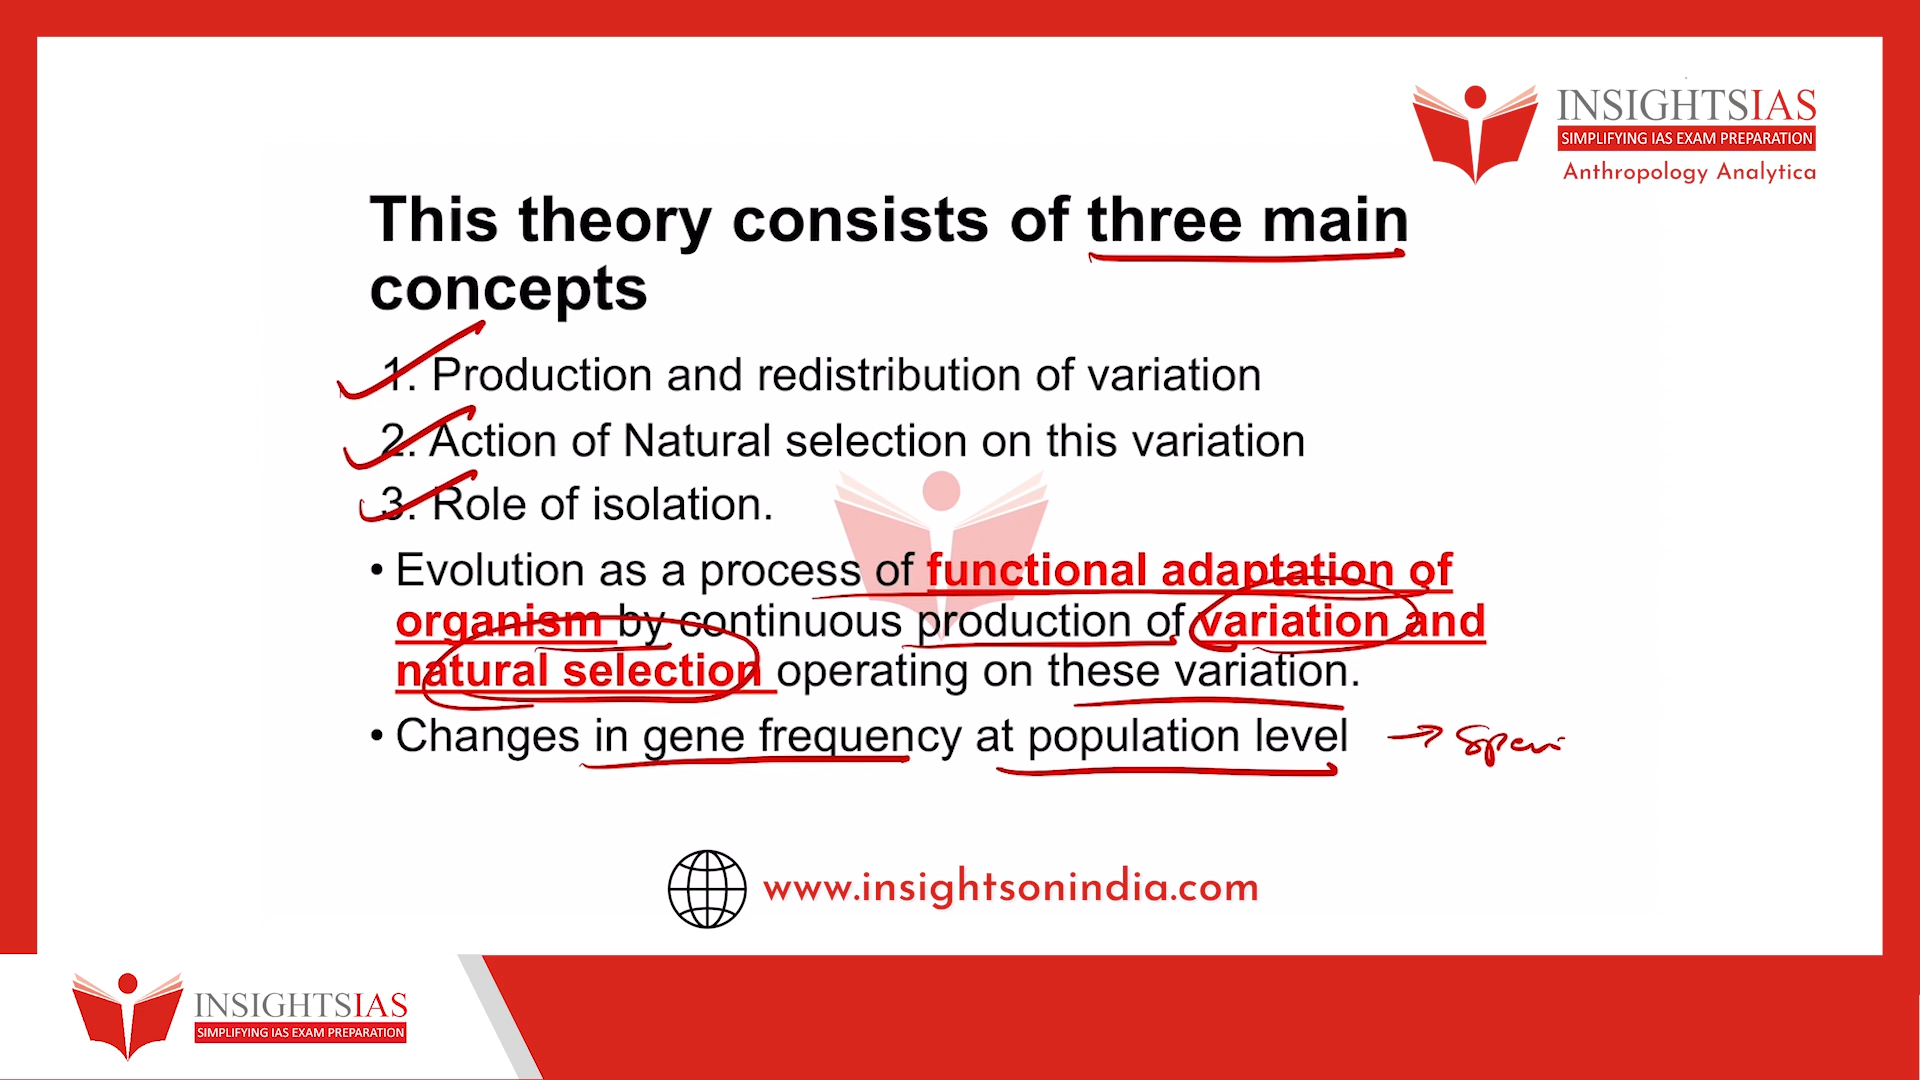 INSIGHTSIAS
SIMPLIFYING IAS EXAM PREPARATION
Anthropology Analytica
This theory consists of three main
concepts
1. Production and redistribution of variation
2. Action of Natural selection on this variation
3. Role of isolation.
• Evolution as a process of functional adaptation of
organism by continuous production of variation and
natural selection operating on these variation.
• Changes in gene frequency at population level →
www.insightsonindia.com
INSIGHTSIAS
SIMPLIFYING IAS EXAM PREPARATION